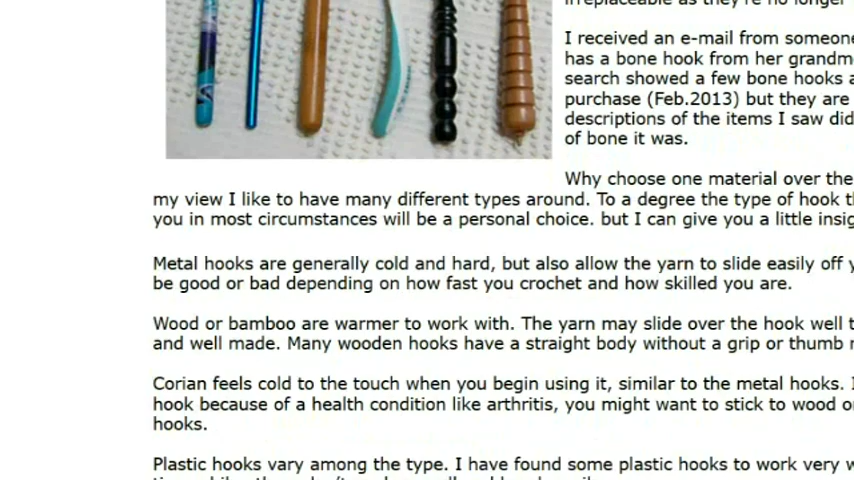 I received an e-mail from someone
has a bone hook from her grandm
search showed a few bone hooks a
purchase (Feb.2013) but they are
descriptions of the items I saw did
of bone it was.
Why choose one material over the
my view I like to have many different types around. To a degree the type of hook t
you in most circumstances will be a personal choice. but I can give you a little insig
Metal hooks are generally cold and hard, but also allow the yarn to slide easily off y
be good or bad depending on how fast you crochet and how skilled you are.
Wood or bamboo are warmer to work with. The yarn may slide over the hook well t
and well made. Many wooden hooks have a straight body without a grip or thumb r
Corian feels cold to the touch when you begin using it, similar to the metal hooks. I
hook because of a health condition like arthritis, you might want to stick to wood o
hooks.
Plastic hooks vary among the type. I have found some plastic hooks to work very w